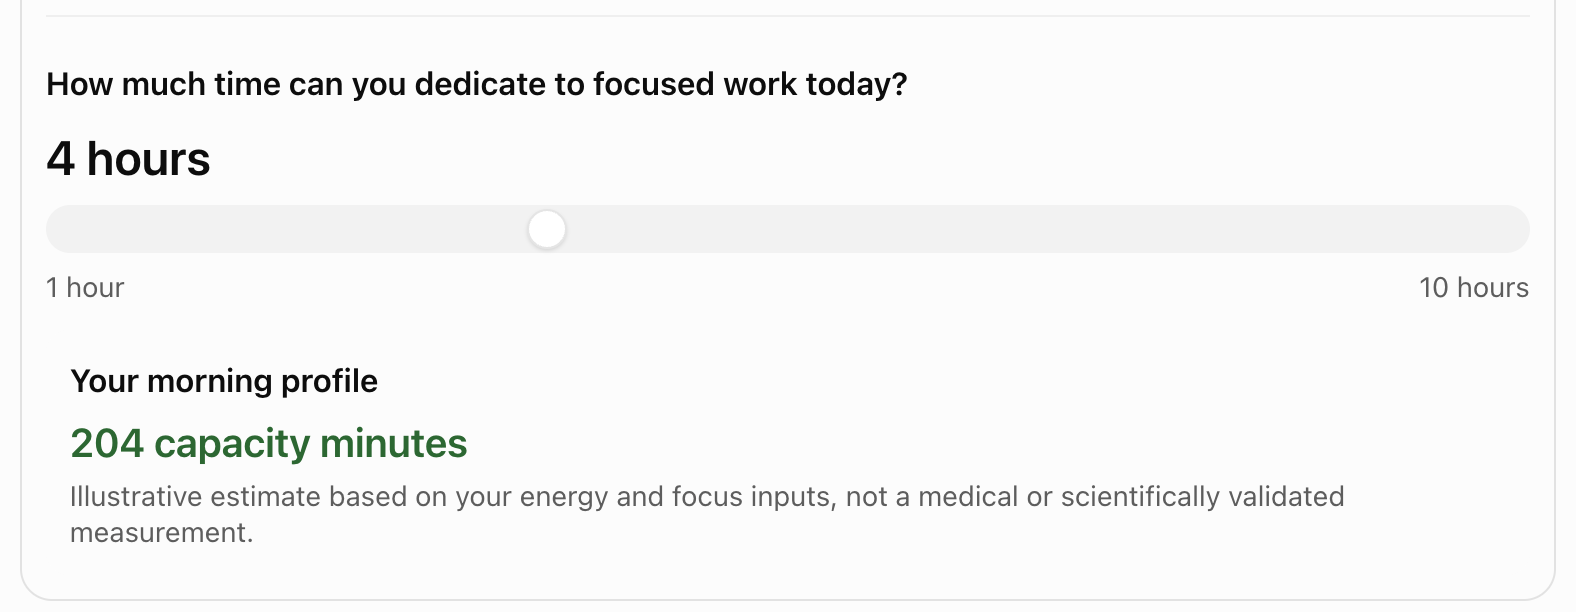 How much time can you dedicate to focused work today?
4 hours
1 hour
10 hours
Your morning profile
204 capacity minutes
Illustrative estimate based on your energy and focus inputs, not a medical or scientifically validated
measurement.